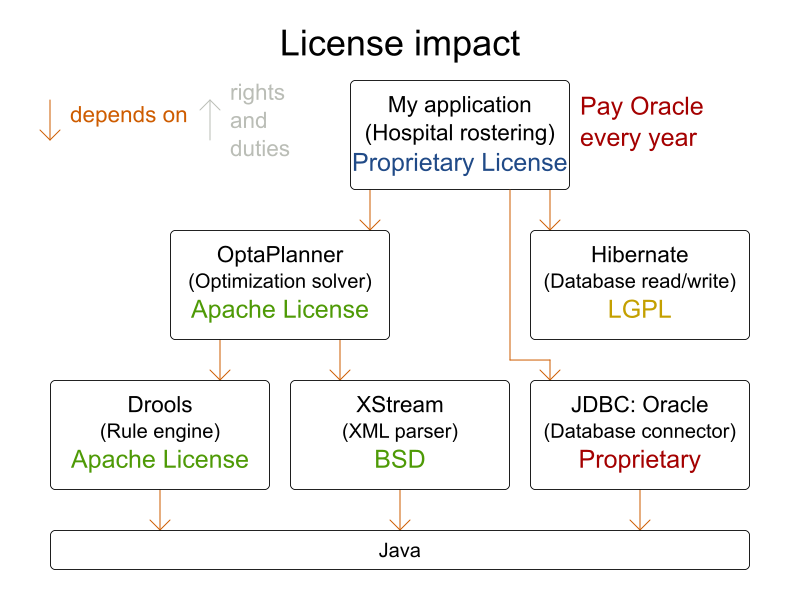 License impact
depends on
rights
and
duties
My application
(Hospital rostering)
Proprietary License
Pay Oracle
every year
OptaPlanner
(Optimization solver)
Apache License
Hibernate
(Database read/write)
LGPL
Drools
(Rule engine)
Apache License
XStream
(XML parser)
BSD
JDBC: Oracle
(Database connector)
Proprietary
Java